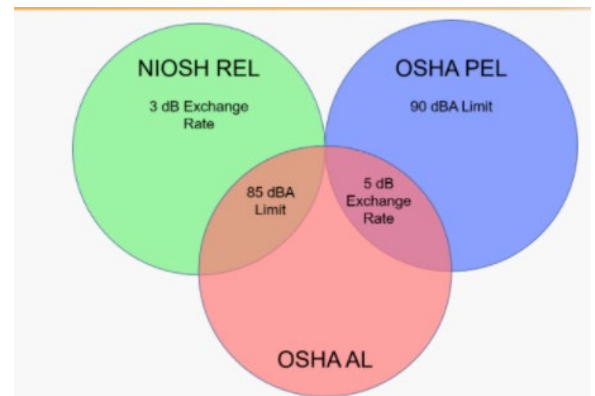 NIOSH REL
3 dB Exchange
Rate
OSHA PEL
90 dBA Limit
85 dBA
Limit
5 dB
Exchange
Rate
OSHA AL